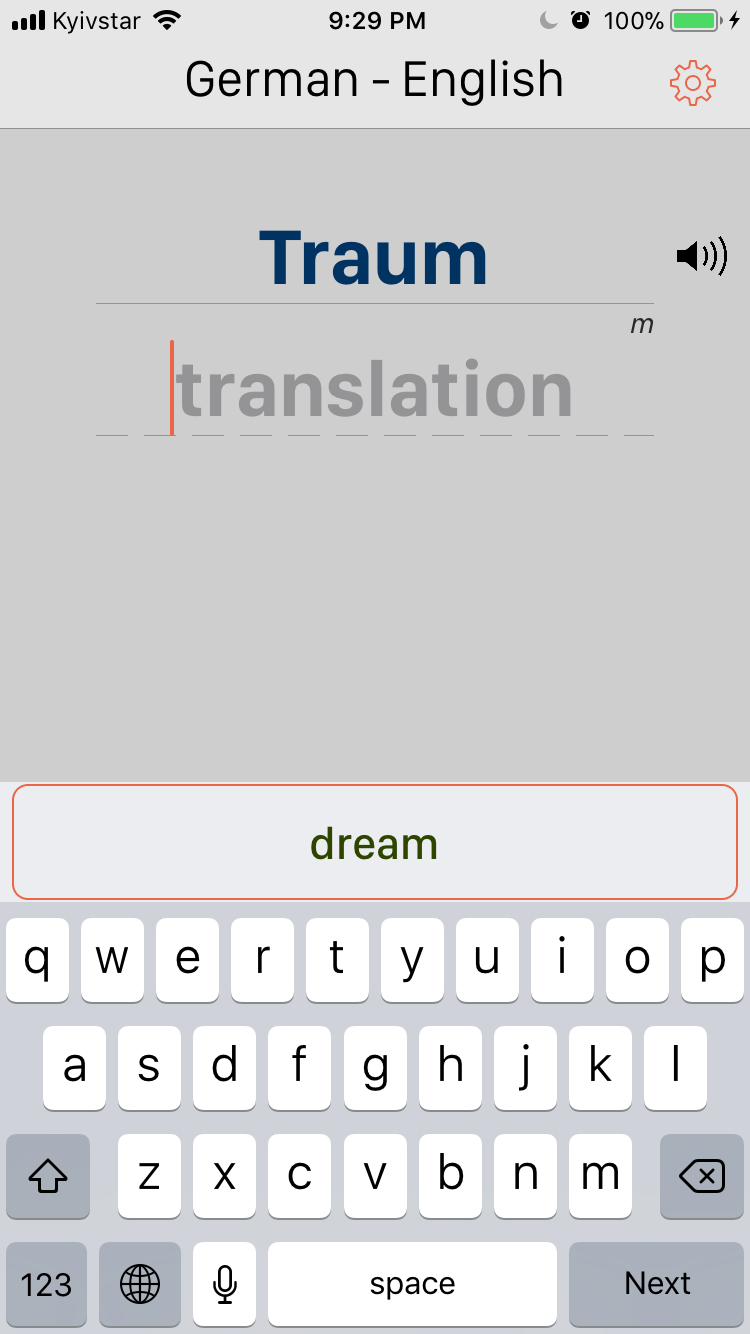 Kyivstar 9:29 PM 100%
German - English
Traum
m
translation
dream
q w e r t y u i o p
a s d f g h j k l
z x c v b n m
123 space Next